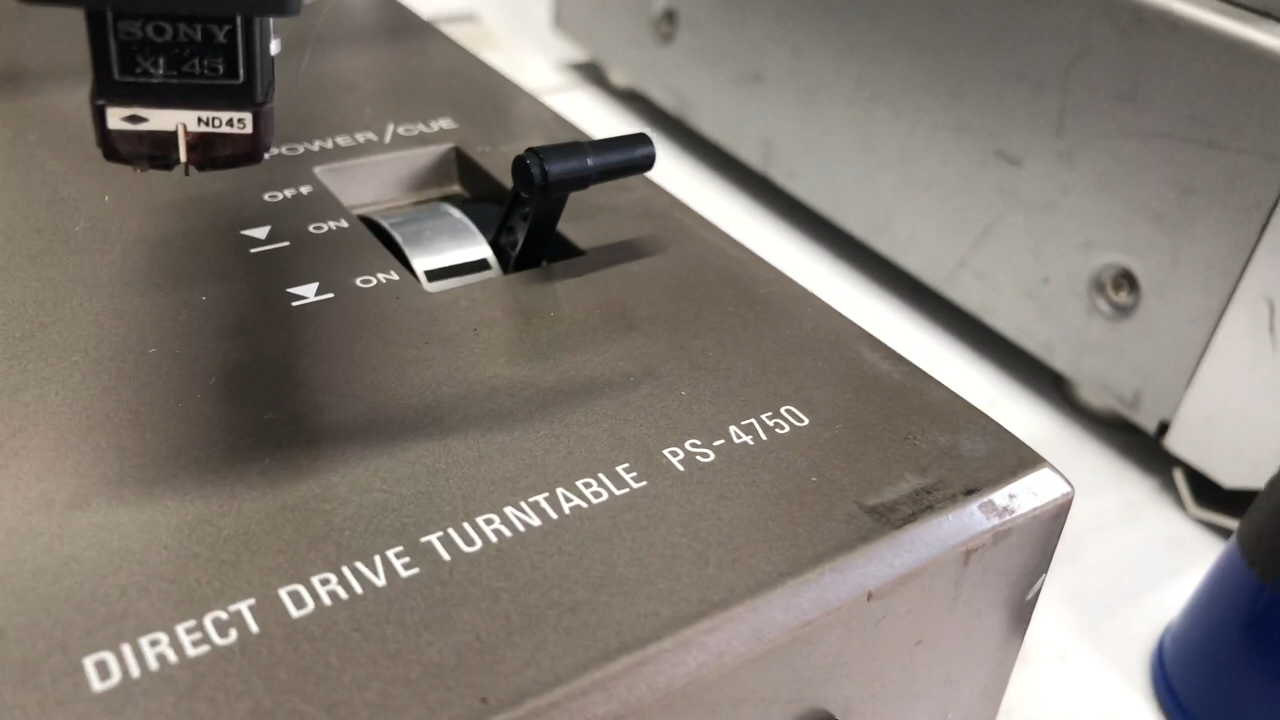 SONY
XL 45
ND45
POWER/CUE
OFF
ON
ON
DIRECT DRIVE TURNTABLE PS-4750